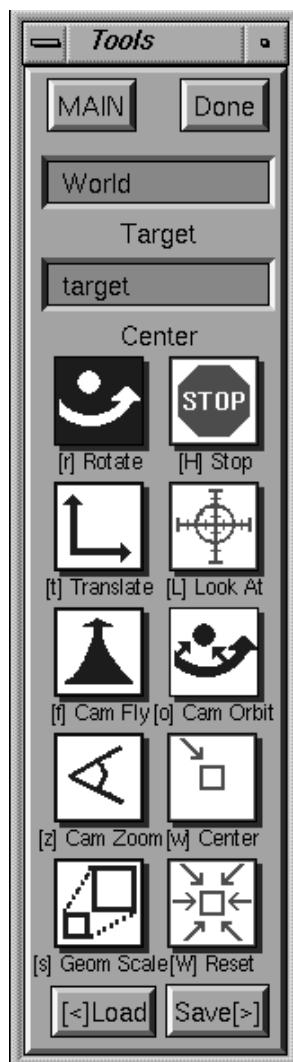 Tools
MAIN Done
World
Target
target
Center
STOP
[r] Rotate [H] Stop
[t] Translate [L] Look At
[f] Cam Fly [o] Cam Orbit
[z] Cam Zoom [w] Center
[s] Geom Scale [W] Reset
[<]Load Save[>]